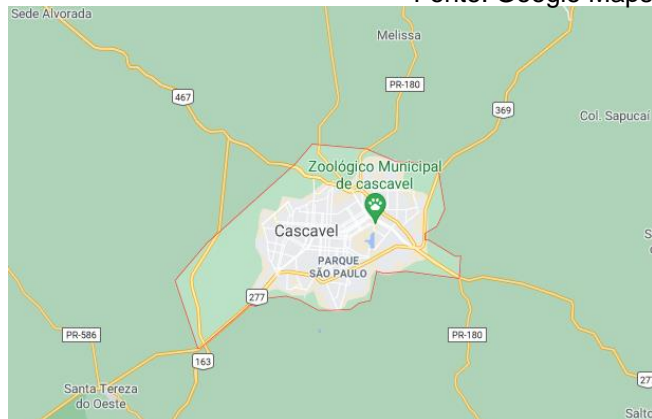 Fonte: Google Maps
Sede Alvorada
Melissa
467
PR-180
369
Col. Sapucaí
Zoológico Municipal
de cascavel
Cascavel
PARQUE
SÃO PAULO
277
PR-586
163
PR-180
Santa Tereza
do Oeste